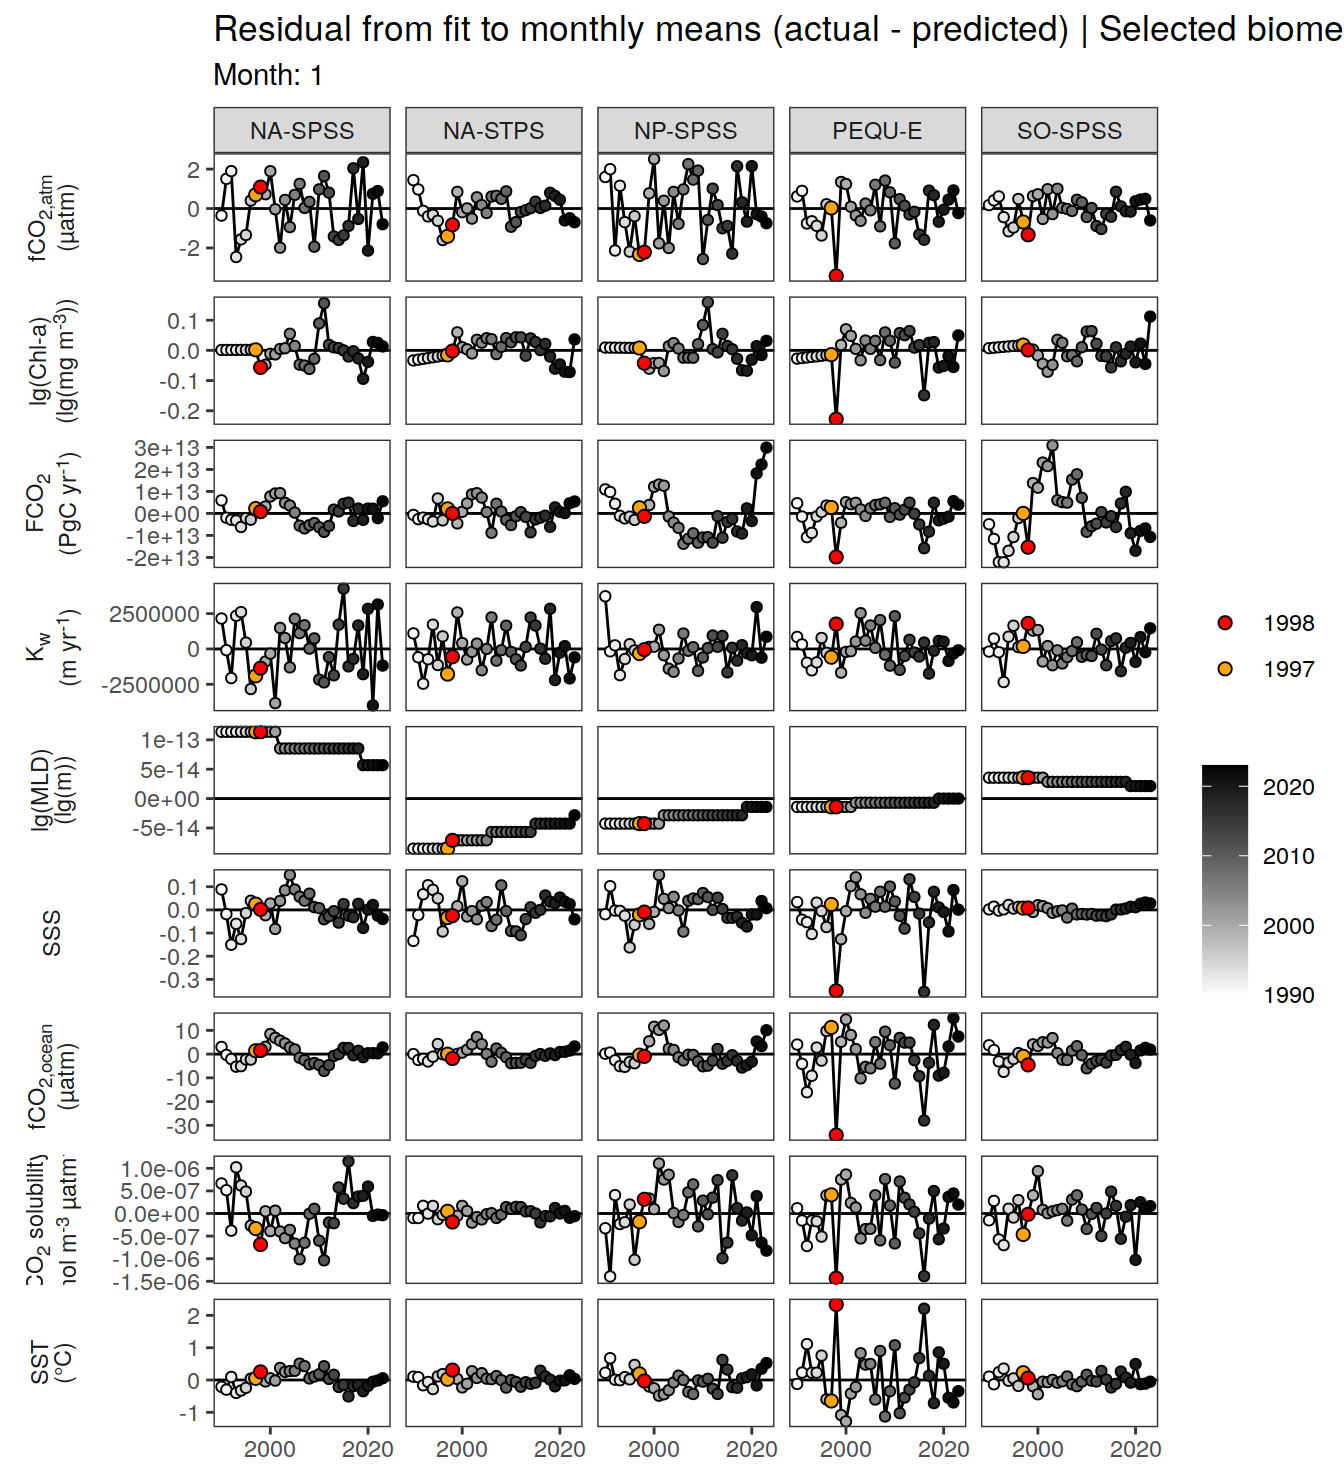 Residual from fit to monthly means (actual - predicted) | Selected biome
Month: 1
NA-SPSS NA-STPS NP-SPSS PEQU-E SO-SPSS
fCO2,atm
(µatm)
2
0
-2
lg(Chl-a)
(lg(mg m-3))
0.1
0.0
-0.1
-0.2
FCO2
(PgC yr-1)
3e+13
2e+13
1e+13
0e+00
-1e+13
-2e+13
Kw
(m yr-1)
2500000
0
-2500000
lg(MLD)
(lg(m))
1e-13
5e-14
0e+00
-5e-14
SSS
0.1
0.0
-0.1
-0.2
-0.3
fCO2,ocean
(µatm)
10
0
-10
-20
-30
CO2 solubility
mol m-3 µatm-
1.0e-06
5.0e-07
0.0e+00
-5.0e-07
-1.0e-06
-1.5e-06
SST
(°C)
2
1
0
-1
2000 2020 2000 2020 2000 2020 2000 2020 2000 2020
1998
1997
2020
2010
2000
1990